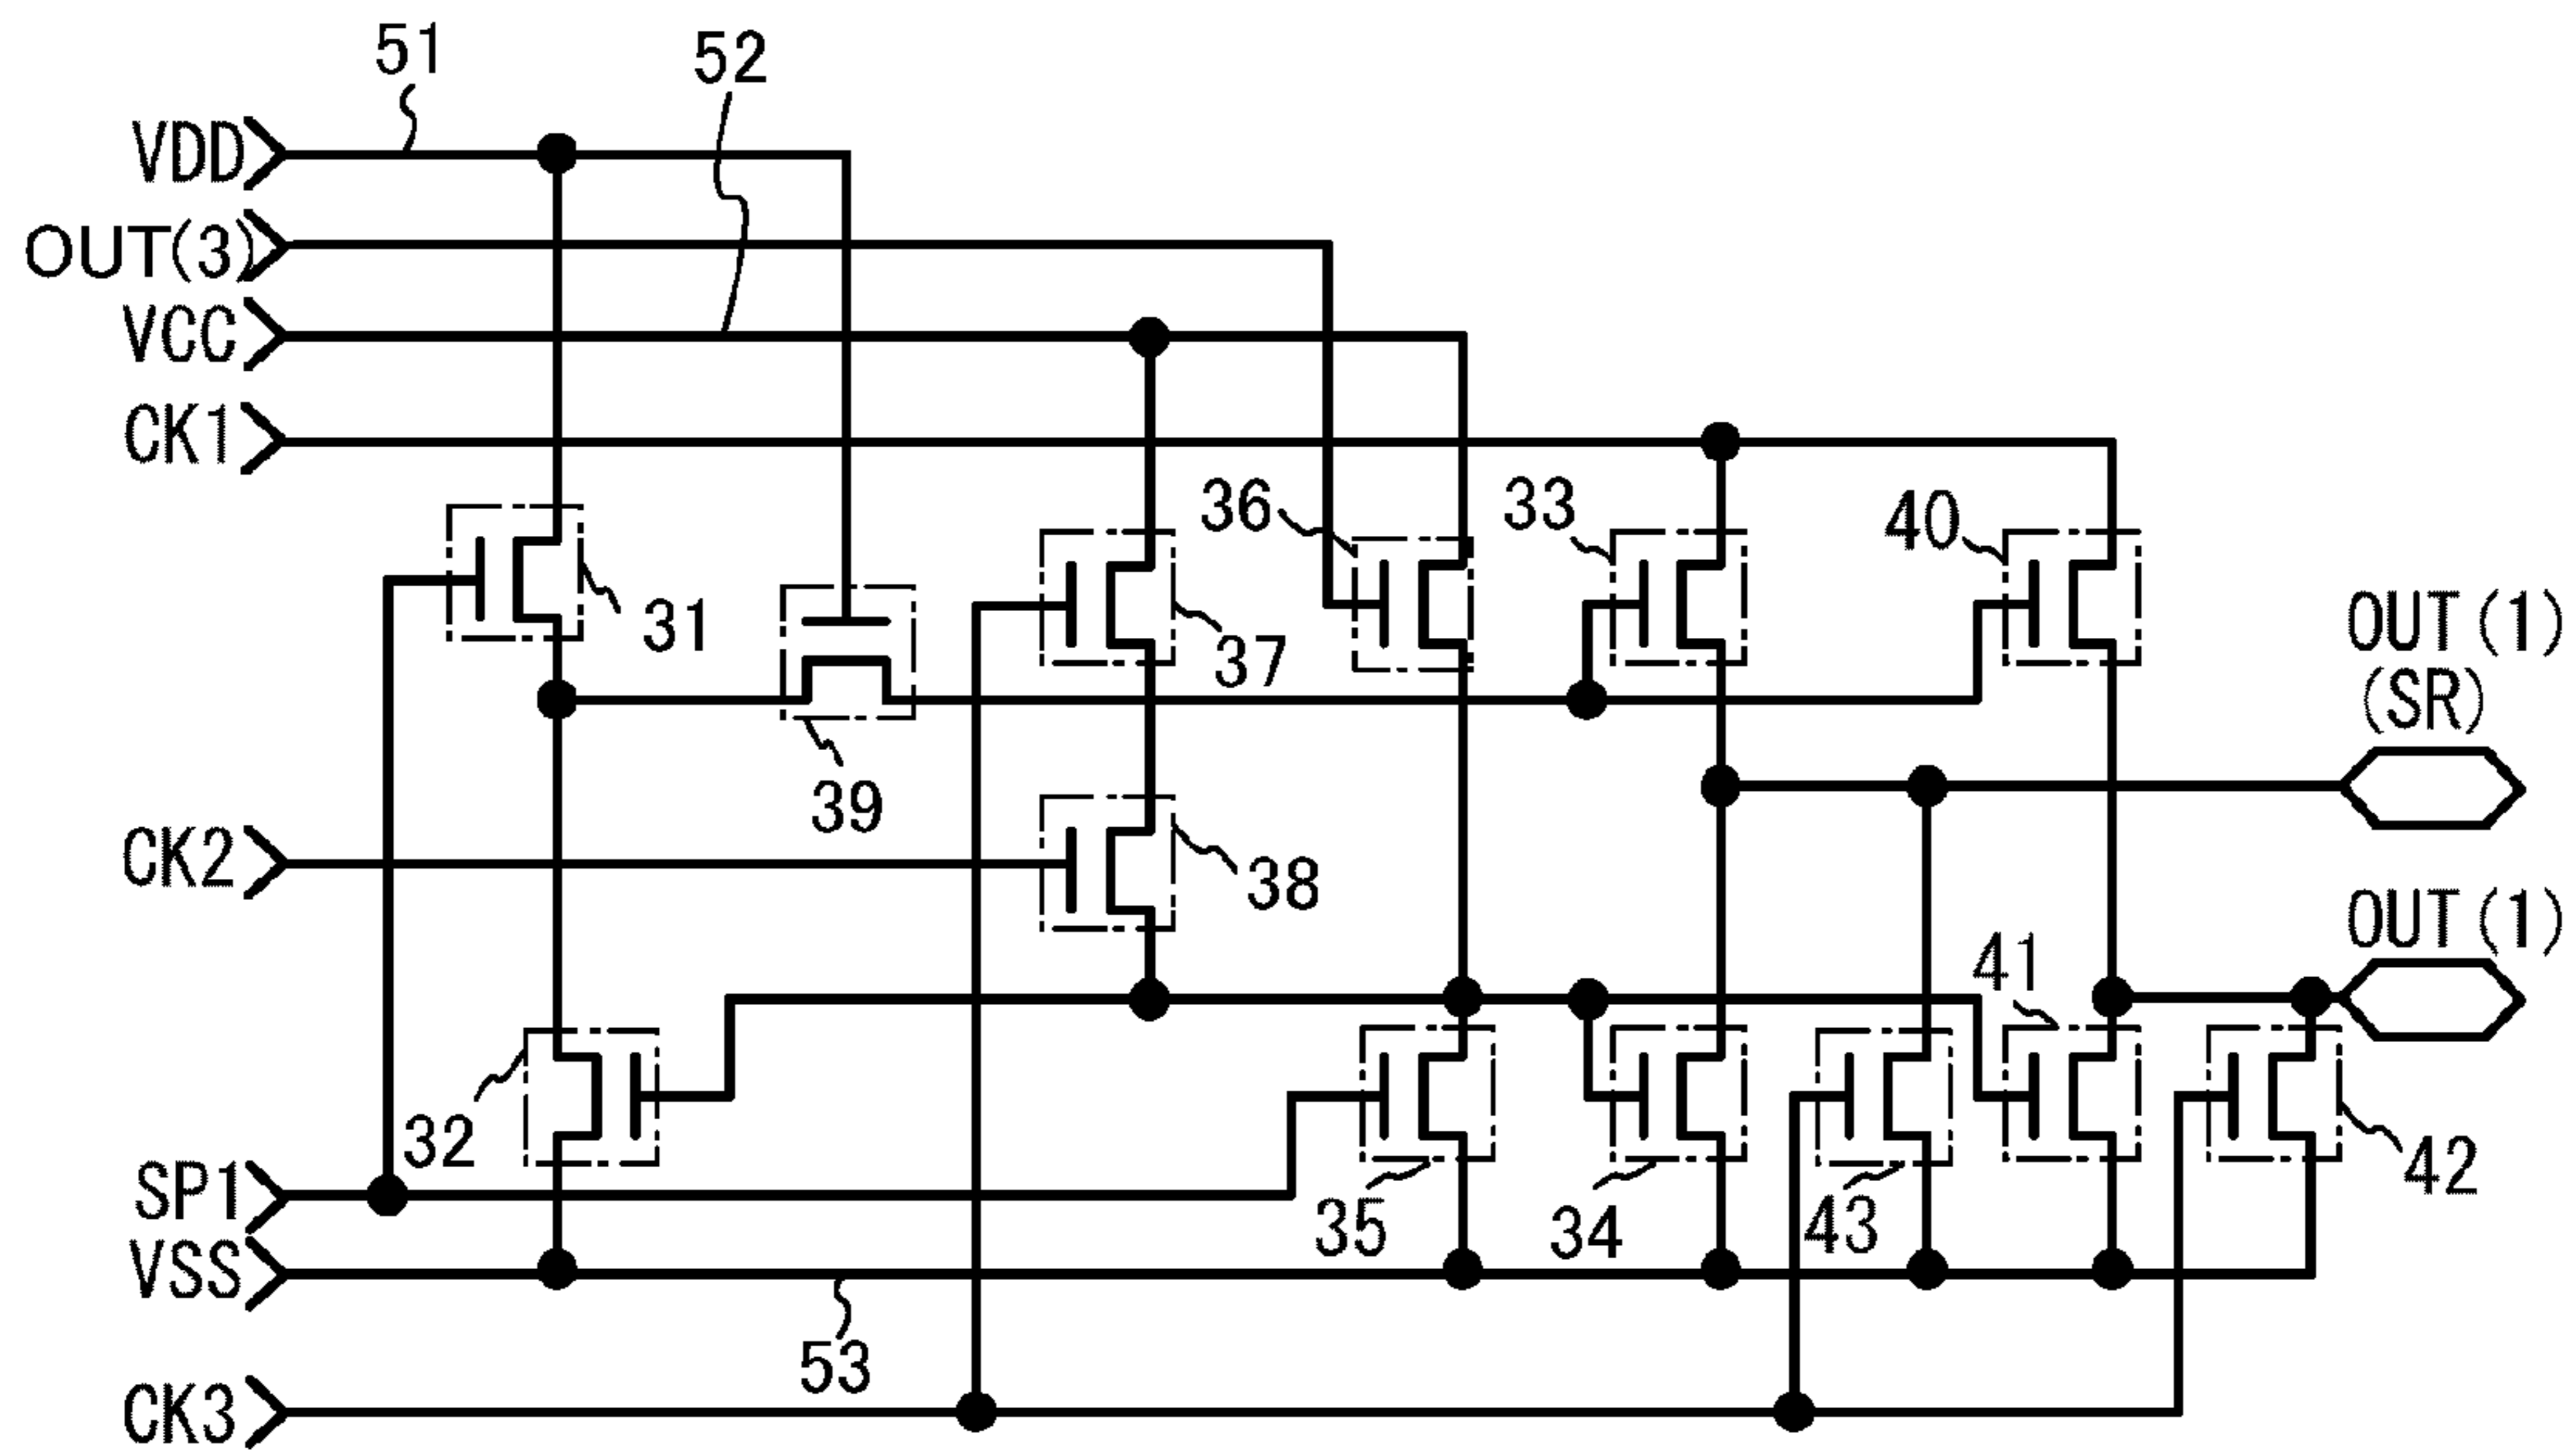 51
52
VDD
OUT(3)
VCC
CK1
36
33
40
31
37
OUT(1)
(SR)
39
CK2
38
OUT(1)
41
32
SP1
35
34
43
42
VSS
53
CK3